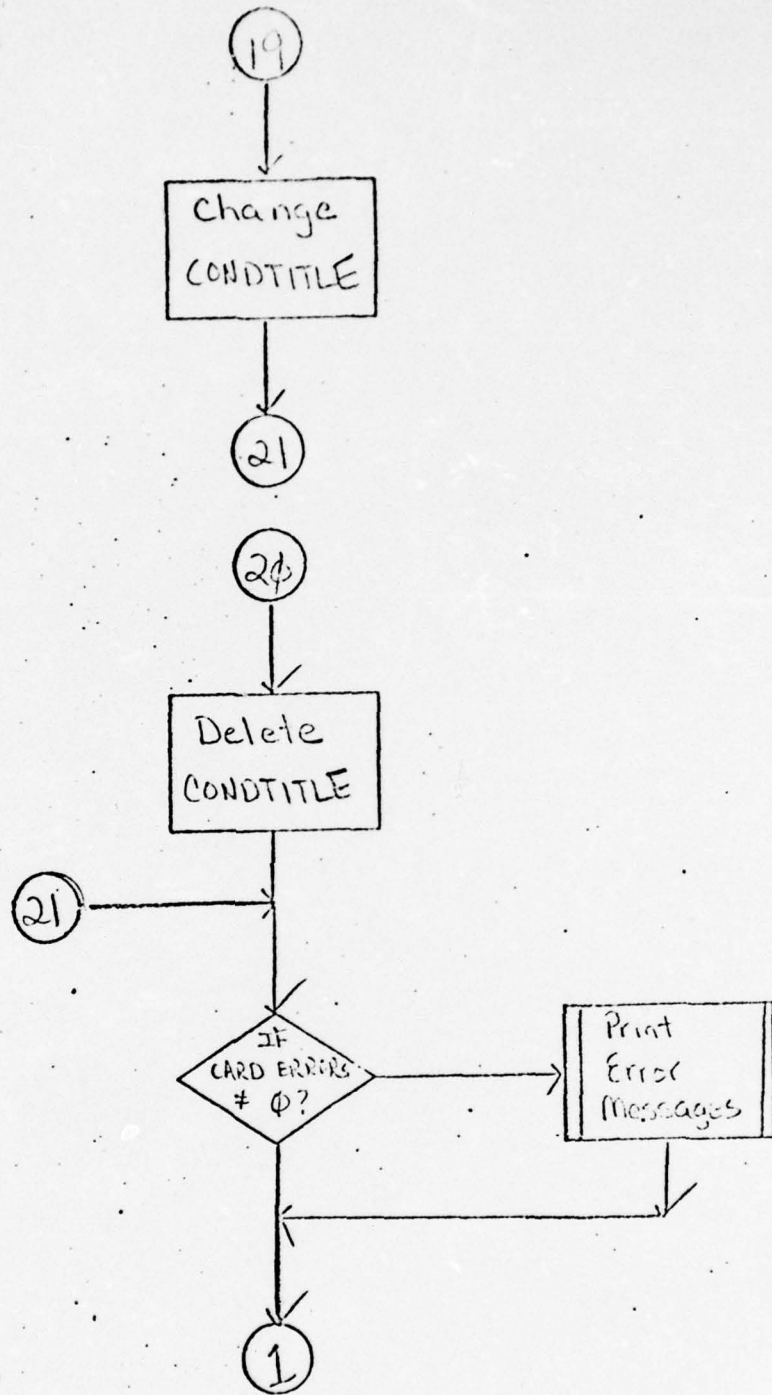 19
Change
CONDTITLE
21
2φ
Delete
CONDTITLE
21
IF
CARD ERRORS
≠ φ?
Print
Error
Messages
1